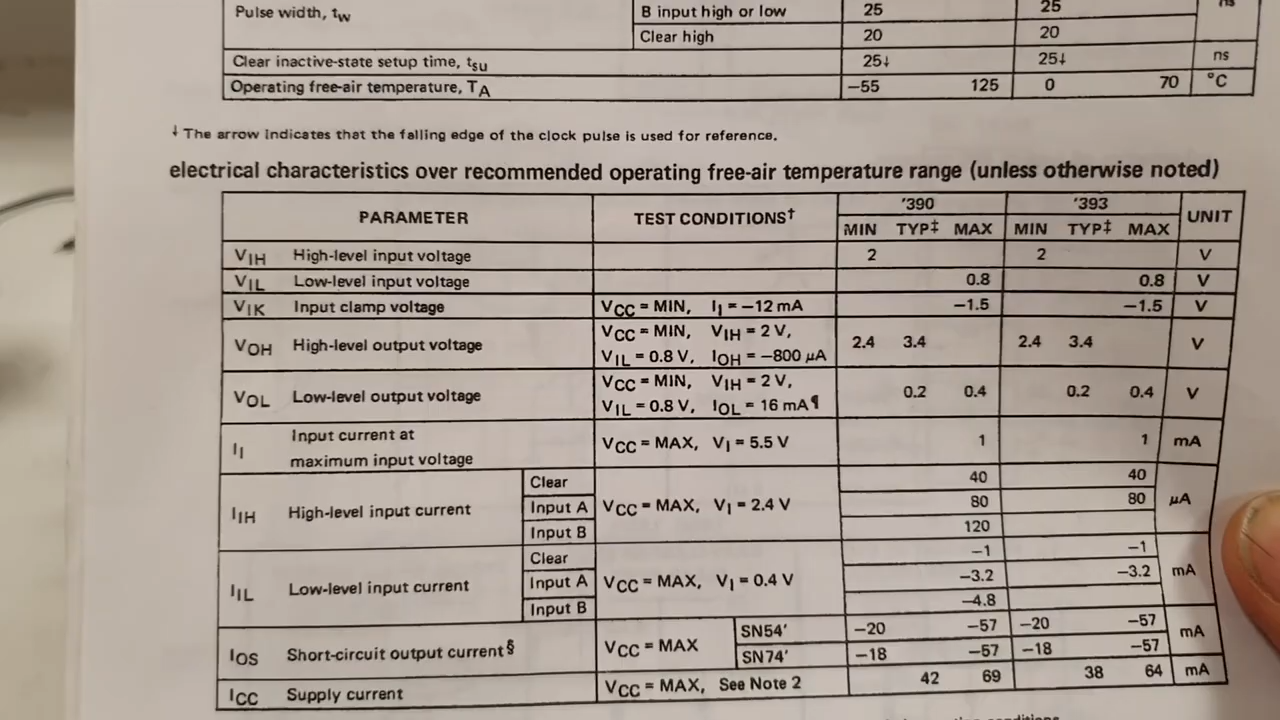 Pulse width, tw B input high or low 25 25 ns
Clear high 20 20
Clear inactive-state setup time, tsu 25↓ 25↓ ns
Operating free-air temperature, TA −55 125 0 70 °C
↓ The arrow indicates that the falling edge of the clock pulse is used for reference.
electrical characteristics over recommended operating free-air temperature range (unless otherwise noted)
PARAMETER TEST CONDITIONS† '390 '393 UNIT
MIN TYP‡ MAX MIN TYP‡ MAX
VIH High-level input voltage 2 2 V
VIL Low-level input voltage 0.8 0.8 V
VIK Input clamp voltage VCC = MIN, II = −12 mA −1.5 −1.5 V
VOH High-level output voltage VCC = MIN, VIH = 2 V, 2.4 3.4 2.4 3.4 V
VIL = 0.8 V, IOH = −800 µA
VOL Low-level output voltage VCC = MIN, VIH = 2 V, 0.2 0.4 0.2 0.4 V
VIL = 0.8 V, IOL = 16 mA¶
II Input current at maximum input voltage VCC = MAX, VI = 5.5 V 1 1 mA
IIH High-level input current Clear VCC = MAX, VI = 2.4 V 40 40 µA
Input A 80 80
Input B 120
IIL Low-level input current Clear VCC = MAX, VI = 0.4 V −1 −1 mA
Input A −3.2 −3.2
Input B −4.8
IOS Short-circuit output current§ VCC = MAX SN54' −20 −57 −20 −57 mA
SN74' −18 −57 −18 −57
ICC Supply current VCC = MAX, See Note 2 42 69 38 64 mA